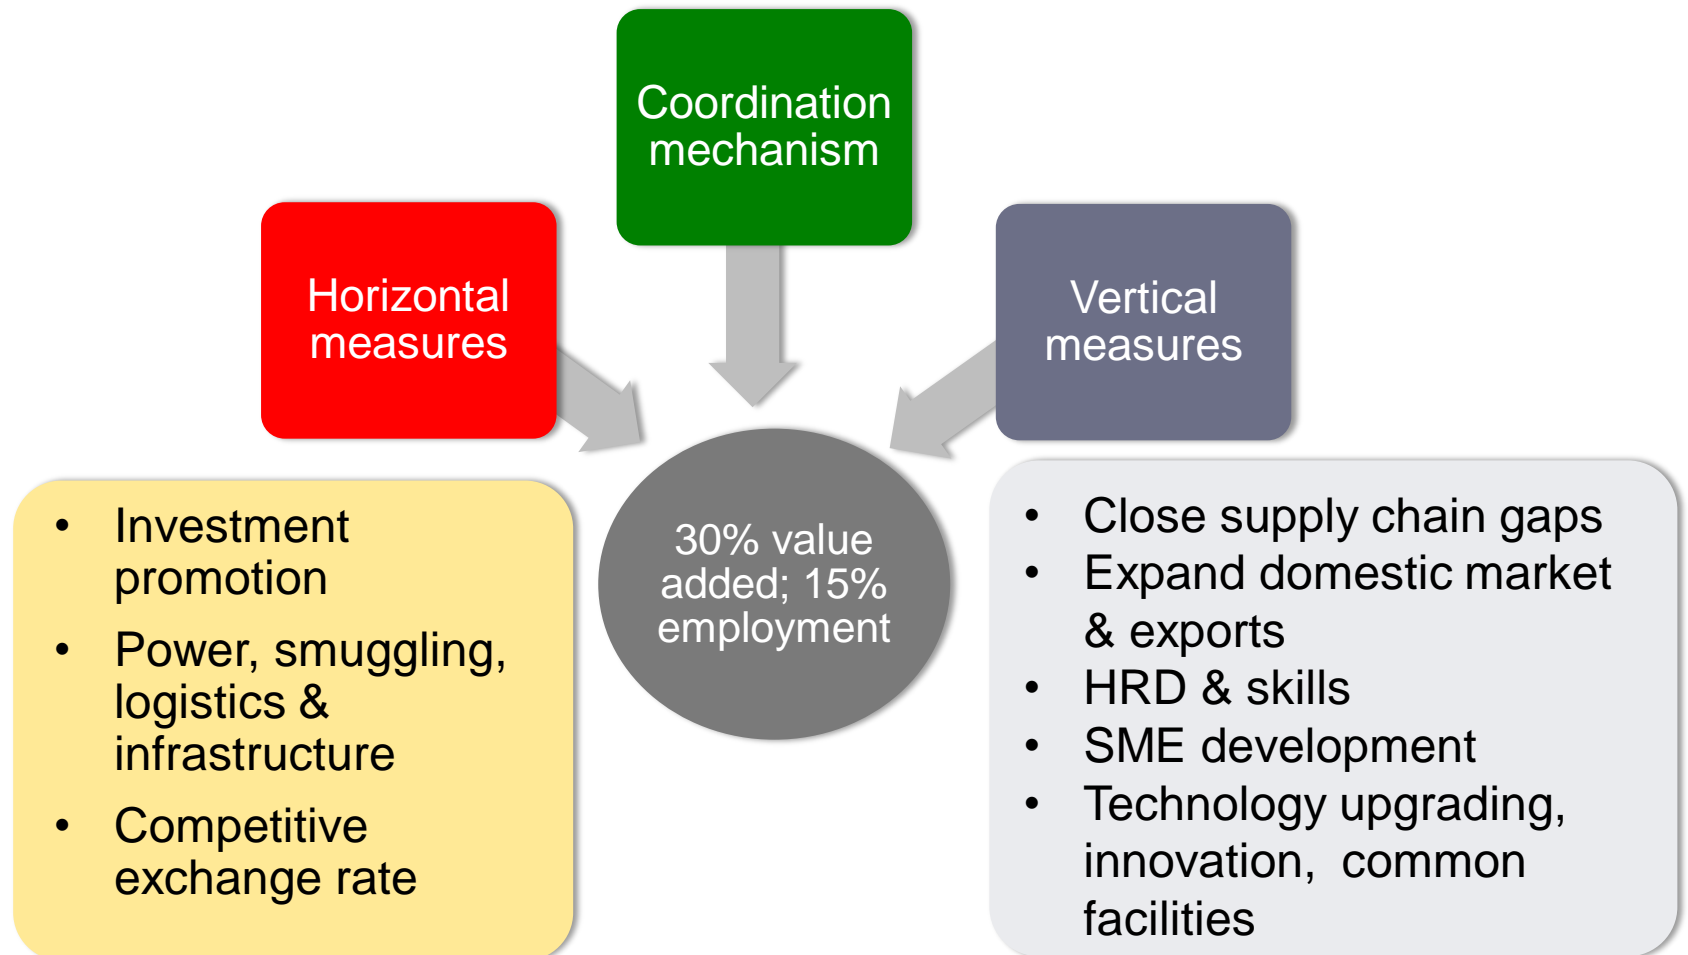 Coordination
mechanism
Horizontal
measures
Vertical
measures
30% value
added; 15%
employment
• Investment
promotion
• Power, smuggling,
logistics &
infrastructure
• Competitive
exchange rate
• Close supply chain gaps
• Expand domestic market
& exports
• HRD & skills
• SME development
• Technology upgrading,
innovation, common
facilities